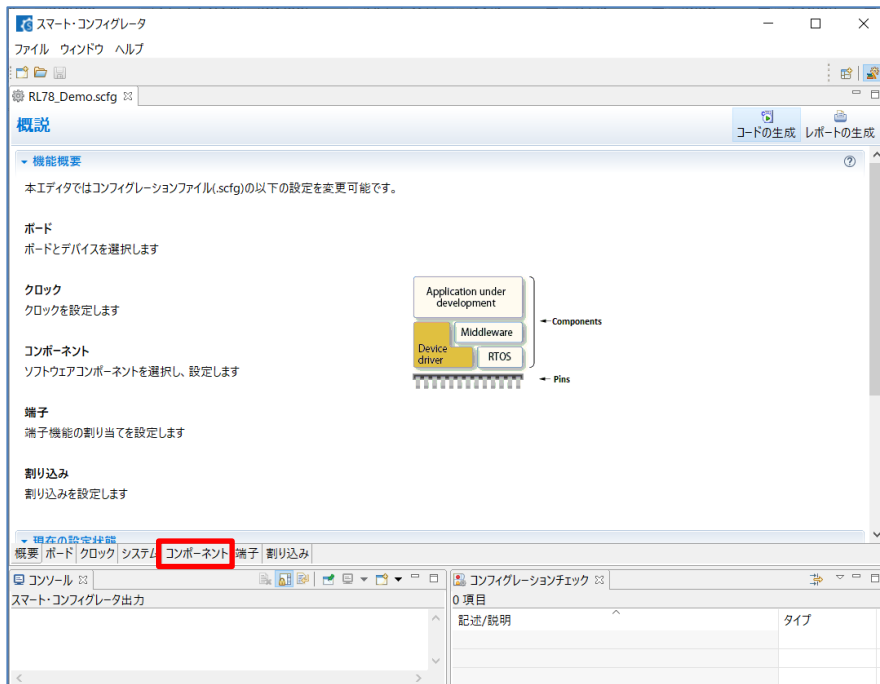 スマート・コンフィグレータ
ファイル ウィンドウ ヘルプ
RL78_Demo.scfg
概説
コードの生成 レポートの生成
機能概要
本エディタではコンフィグレーションファイル(.scfg)の以下の設定を変更可能です。
ボード
ボードとデバイスを選択します
クロック
クロックを設定します
コンポーネント
ソフトウェアコンポーネントを選択し、設定します
端子
端子機能の割り当てを設定します
割り込み
割り込みを設定します
Application under
development
Middleware
Device
driver
RTOS
Components
Pins
現在の設定状態
概要 ボード クロック システム コンポーネント 端子 割り込み
コンソール
スマート・コンフィグレータ出力
コンフィグレーションチェック
0 項目
記述/説明 タイプ